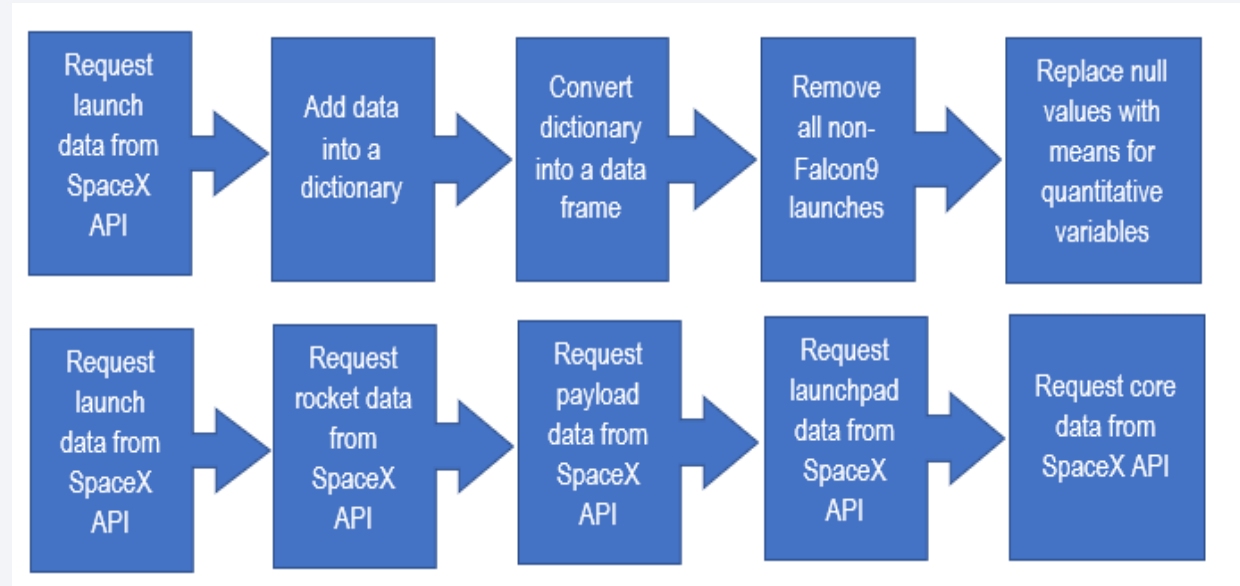 Request
launch
data from
SpaceX
API
Add data
into a
dictionary
Convert
dictionary
into a data
frame
Remove
all non-
Falcon9
launches
Replace null
values with
means for
quantitative
variables
Request
launch
data from
SpaceX
API
Request
rocket data
from
SpaceX
API
Request
payload
data from
SpaceX
API
Request
launchpad
data from
SpaceX
API
Request core
data from
SpaceX API